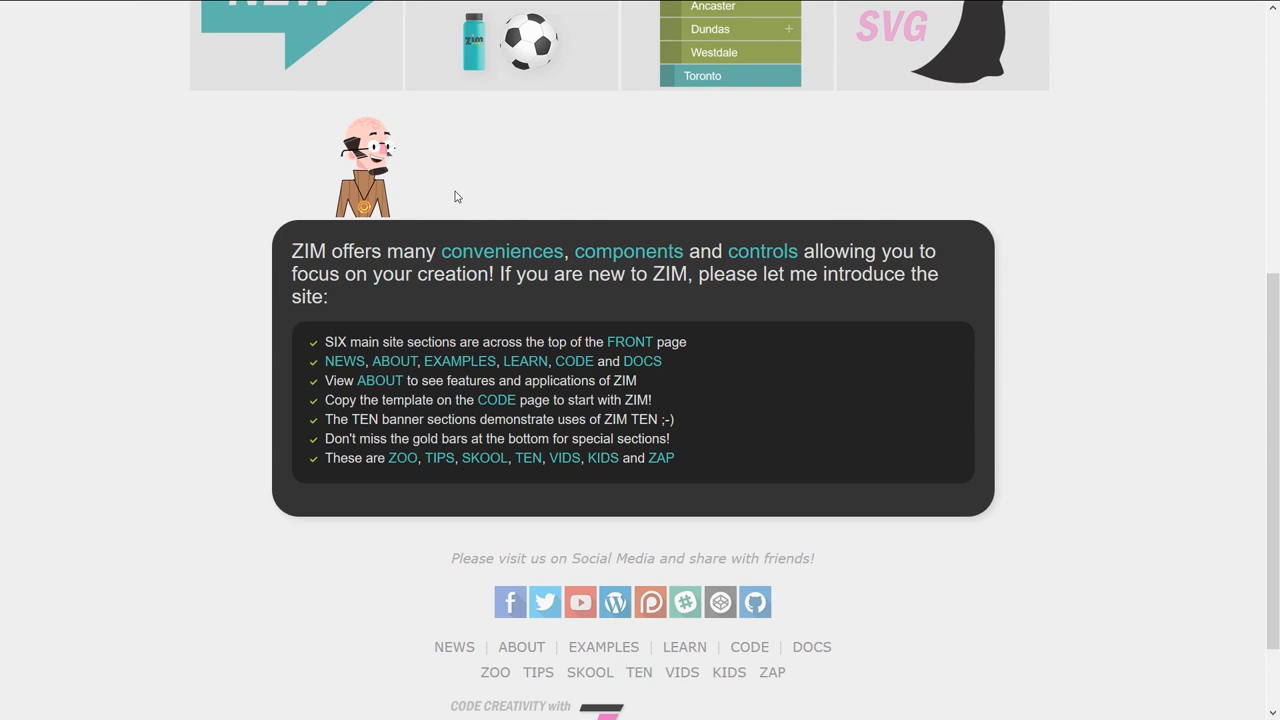 NEW
Ancaster
Dundas +
Westdale
Toronto
zim
SVG
ZIM offers many conveniences, components and controls allowing you to
focus on your creation! If you are new to ZIM, please let me introduce the
site:
SIX main site sections are across the top of the FRONT page
NEWS, ABOUT, EXAMPLES, LEARN, CODE and DOCS
View ABOUT to see features and applications of ZIM
Copy the template on the CODE page to start with ZIM!
The TEN banner sections demonstrate uses of ZIM TEN ;-)
Don't miss the gold bars at the bottom for special sections!
These are ZOO, TIPS, SKOOL, TEN, VIDS, KIDS and ZAP
Please visit us on Social Media and share with friends!
NEWS | ABOUT | EXAMPLES | LEARN | CODE | DOCS
ZOO TIPS SKOOL TEN VIDS KIDS ZAP
CODE CREATIVITY with